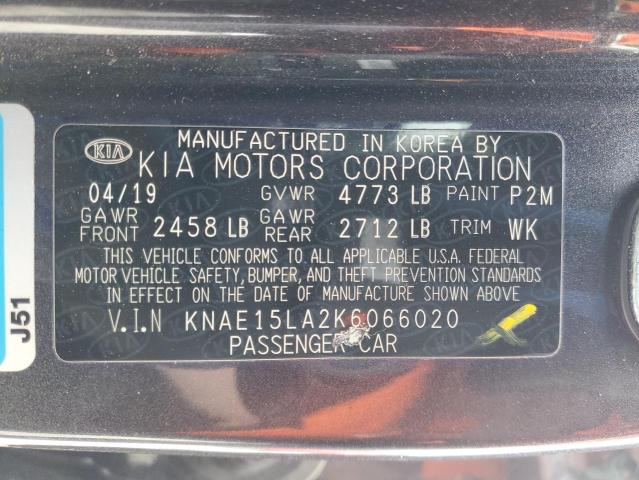 MANUFACTURED IN KOREA BY
KIA KIA MOTORS CORPORATION
04/19 GVWR 4773 LB PAINT P2M
GAWR FRONT 2458 LB GAWR REAR 2712 LB TRIM WK
THIS VEHICLE CONFORMS TO ALL APPLICABLE U.S.A. FEDERAL
MOTOR VEHICLE SAFETY, BUMPER, AND THEFT PREVENTION STANDARDS
IN EFFECT ON THE DATE OF MANUFACTURE SHOWN ABOVE
V.I.N KNAE15LA2K6066020
PASSENGER CAR
J51